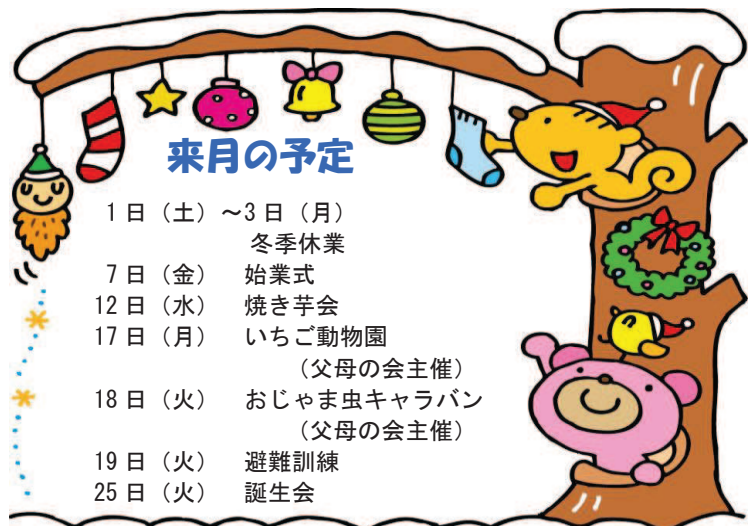 来月の予定
1日（土）～3日（月）
冬季休業
7日（金）　始業式
12日（水）　焼き芋会
17日（月）　いちご動物園
（父母の会主催）
18日（火）　おじゃま虫キャラバン
（父母の会主催）
19日（火）　避難訓練
25日（火）　誕生会